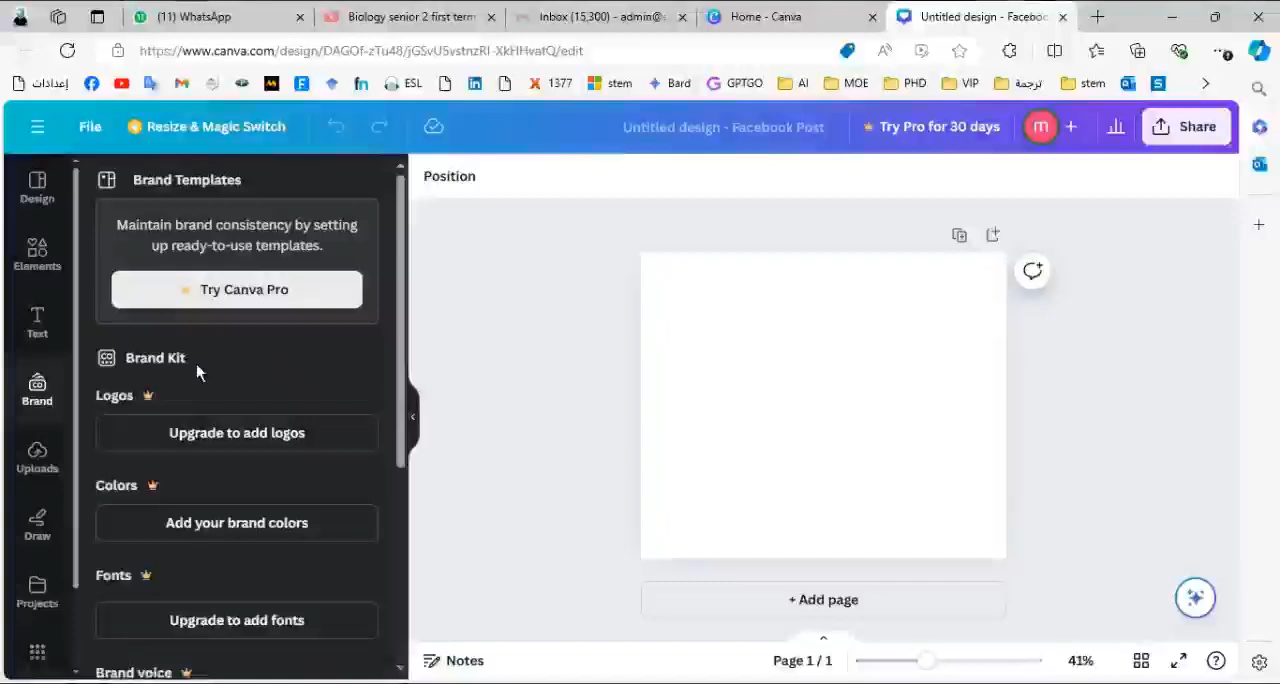 (11) WhatsApp
Biology senior 2 first term
Inbox (15,300) - admin@s
Home - Canva
Untitled design - Faceboo
https://www.canva.com/design/DAGOf-zTu48/jGSvU5vstnzRI-XkHHvafQ/edit
إعدادات
ESL
1377
stem
Bard
GPTGO
AI
MOE
PHD
VIP
ترجمة
stem
File
Resize & Magic Switch
Untitled design - Facebook Post
Try Pro for 30 days
m
Share
Design
Elements
Text
Brand
Uploads
Draw
Projects
Brand Templates
Maintain brand consistency by setting
up ready-to-use templates.
Try Canva Pro
Brand Kit
Logos
Upgrade to add logos
Colors
Add your brand colors
Fonts
Upgrade to add fonts
Brand voice
Position
+ Add page
Notes
Page 1 / 1
41%